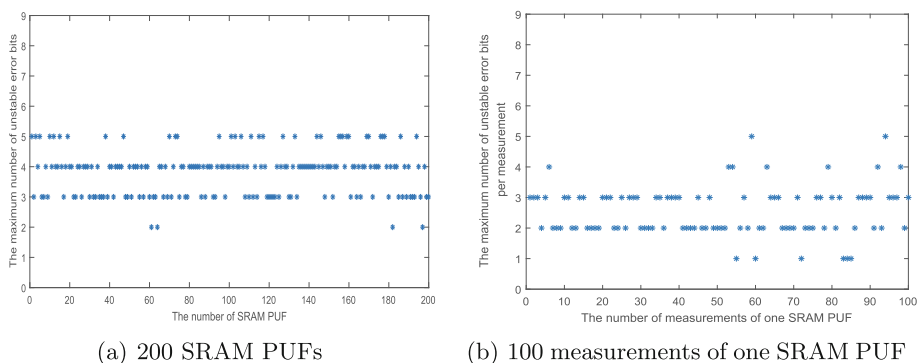 9
8
7
6
5
4
3
2
1
0
The maximum number of unstable error bits
0 20 40 60 80 100 120 140 160 180 200
The number of SRAM PUF
(a) 200 SRAM PUFs
9
8
7
6
5
4
3
2
1
0
The maximum number of unstable error bits
per measurement
0 10 20 30 40 50 60 70 80 90 100
The number of measurements of one SRAM PUF
(b) 100 measurements of one SRAM PUF